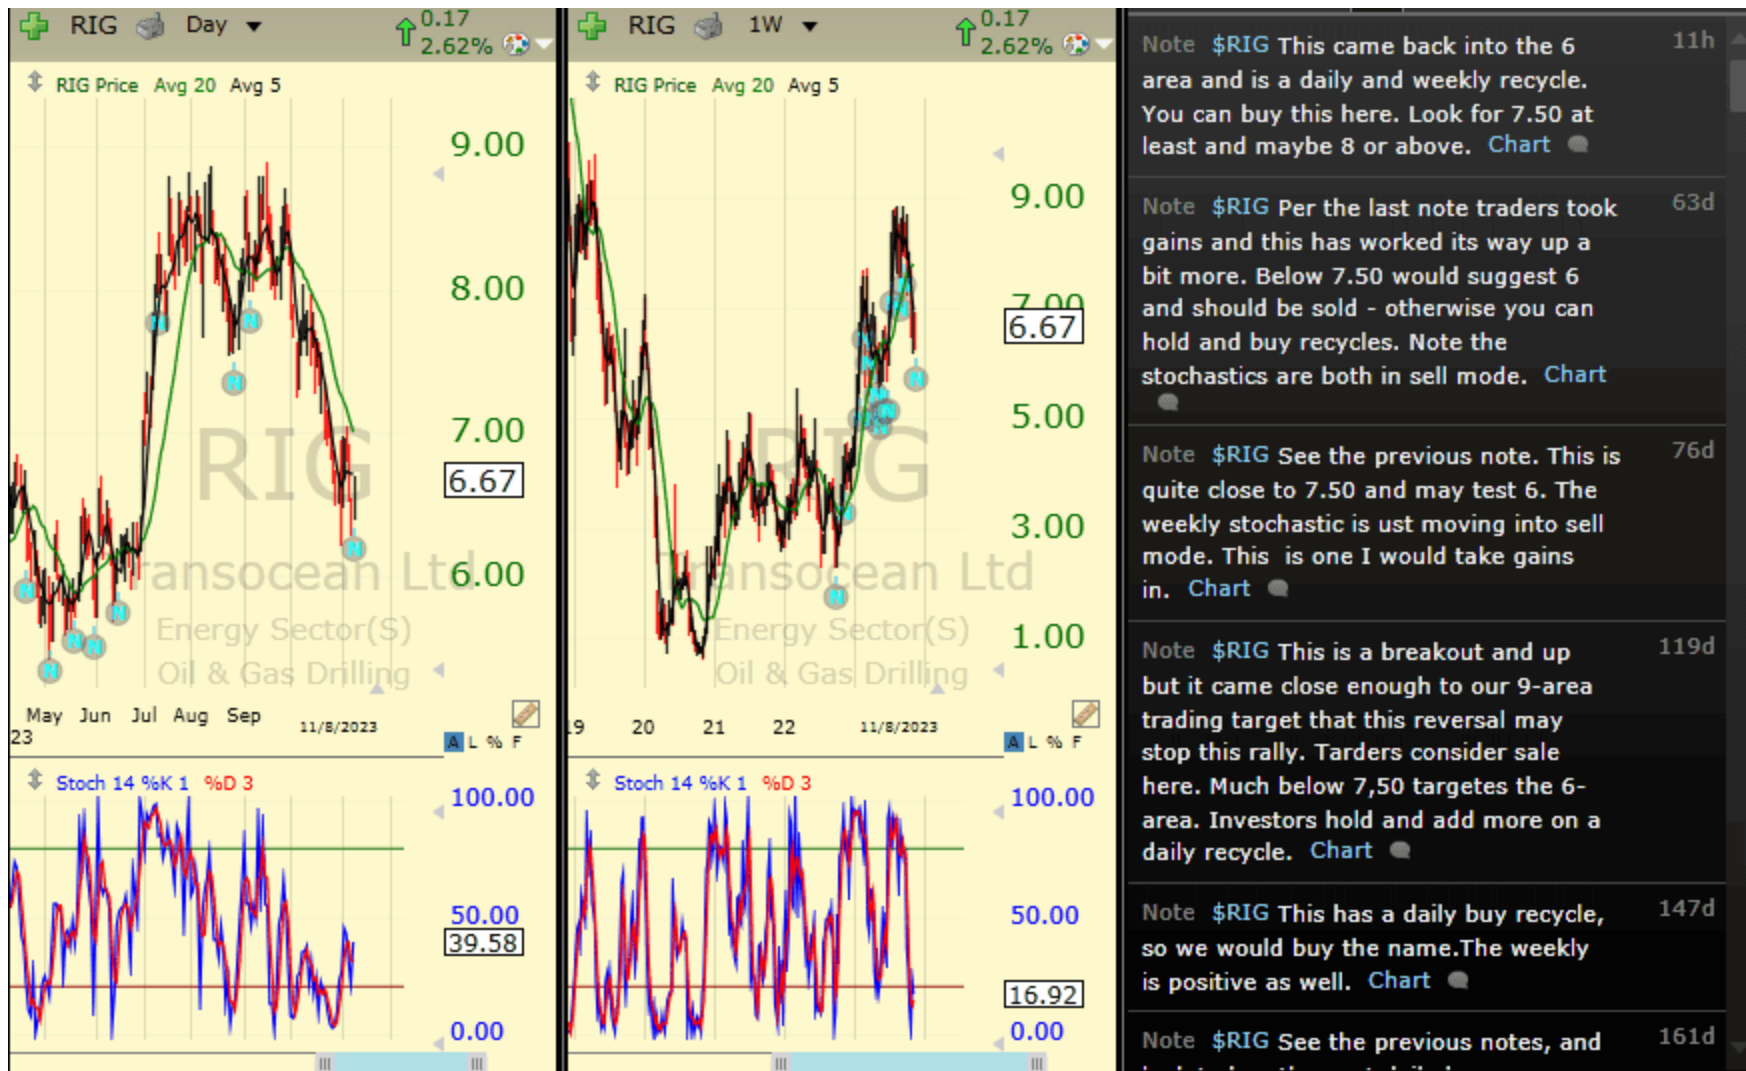 RIG Day 0.17
2.62%
RIG Price Avg 20 Avg 5
9.00
8.00
7.00
6.67
6.00
RIG
Transocean Ltd
Energy Sector(S)
Oil & Gas Drilling
May Jun Jul Aug Sep 11/8/2023
23
A L % F
Stoch 14 %K 1 %D 3
100.00
50.00
39.58
0.00
RIG 1W 0.17
2.62%
RIG Price Avg 20 Avg 5
9.00
7.00
6.67
5.00
3.00
1.00
RIG
Transocean Ltd
Energy Sector(S)
Oil & Gas Drilling
19 20 21 22 11/8/2023
A L % F
Stoch 14 %K 1 %D 3
100.00
50.00
16.92
0.00
Note $RIG This came back into the 6 11h
area and is a daily and weekly recycle.
You can buy this here. Look for 7.50 at
least and maybe 8 or above. Chart
Note $RIG Per the last note traders took 63d
gains and this has worked its way up a
bit more. Below 7.50 would suggest 6
and should be sold - otherwise you can
hold and buy recycles. Note the
stochastics are both in sell mode. Chart
Note $RIG See the previous note. This is 76d
quite close to 7.50 and may test 6. The
weekly stochastic is ust moving into sell
mode. This is one I would take gains
in. Chart
Note $RIG This is a breakout and up 119d
but it came close enough to our 9-area
trading target that this reversal may
stop this rally. Tarders consider sale
here. Much below 7,50 targetes the 6-
area. Investors hold and add more on a
daily recycle. Chart
Note $RIG This has a daily buy recycle, 147d
so we would buy the name.The weekly
is positive as well. Chart
Note $RIG See the previous notes, and 161d